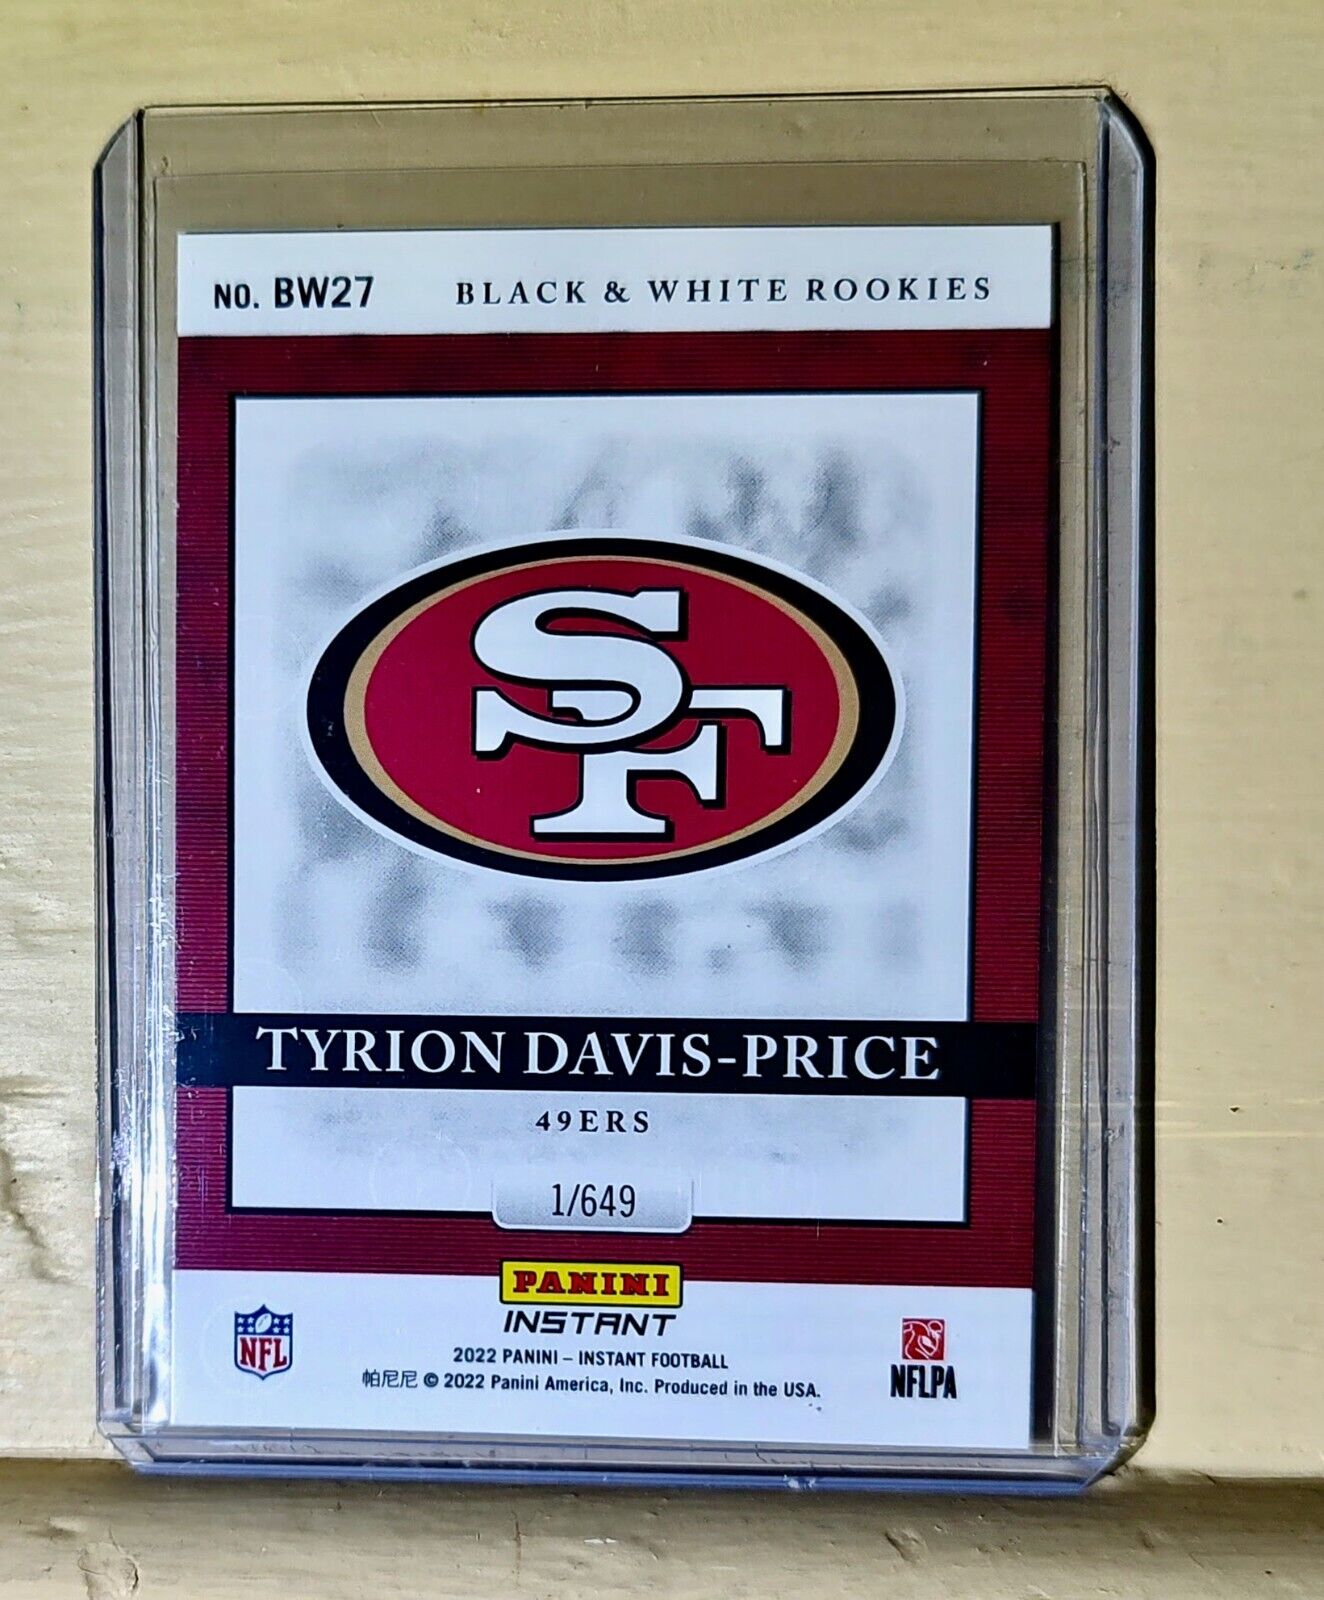 NO. BW27 BLACK & WHITE ROOKIES
SF
TYRION DAVIS-PRICE
49ERS
1/649
PANINI
INSTANT
2022 PANINI – INSTANT FOOTBALL
帕尼尼 © 2022 Panini America, Inc. Produced in the USA.
NFL
NFLPA